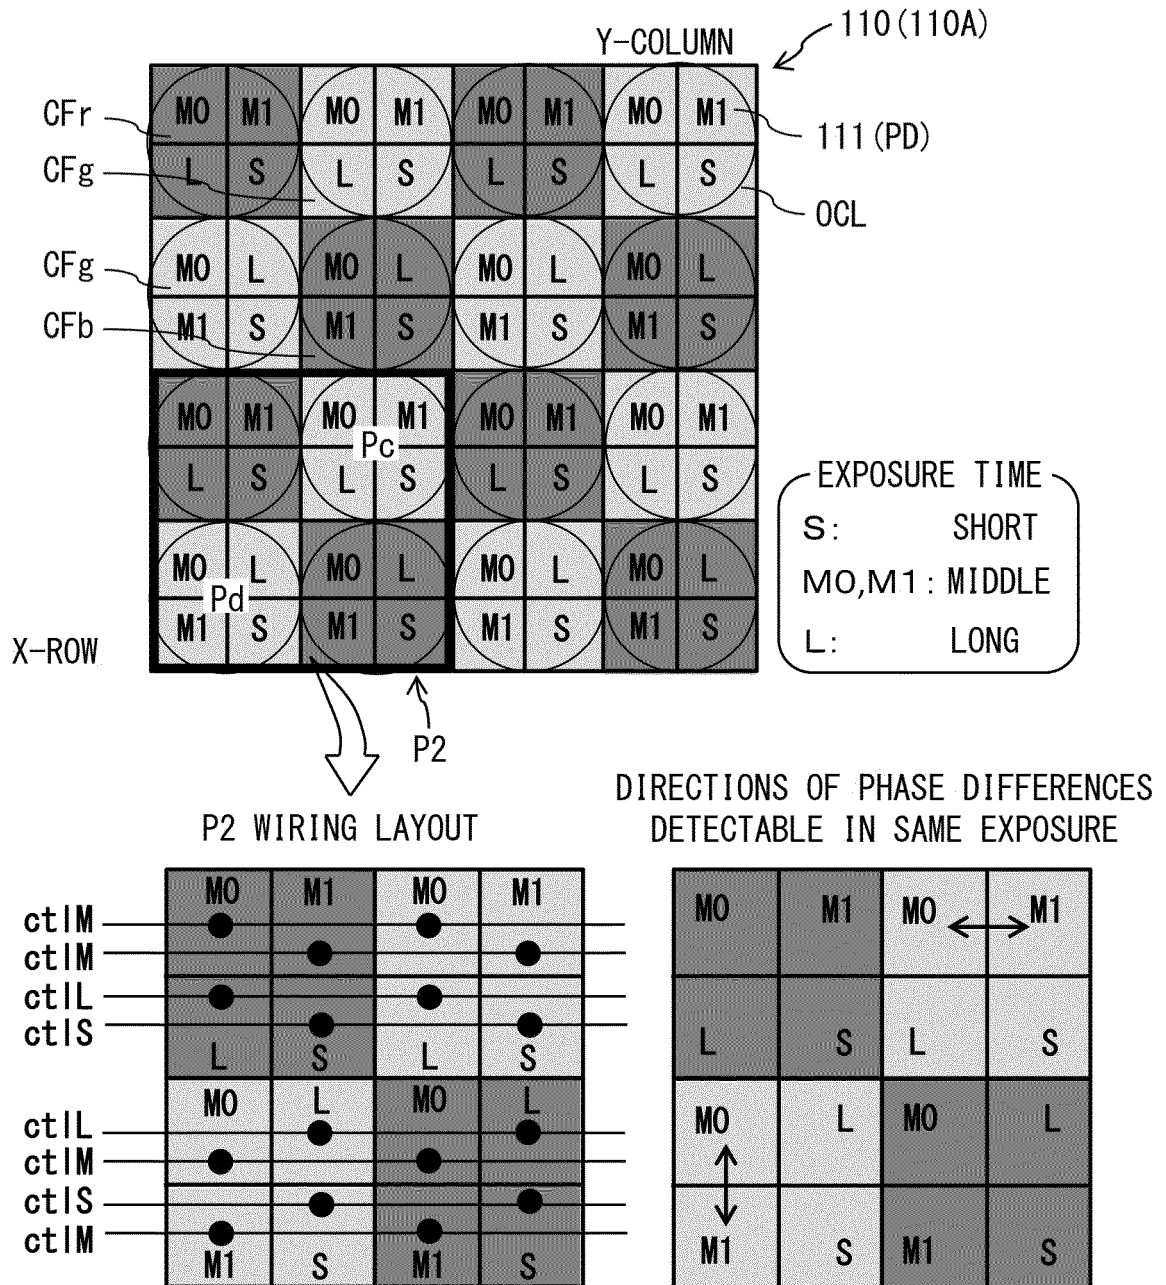 110(110A)
Y-COLUMN
M0 M1 M0 M1 M0 M1 M0 M1
CFr
111(PD)
L S L S L S L S
CFg
OCL
M0 L M0 L M0 L M0 L
CFg
M1 S M1 S M1 S M1 S
CFb
M0 M1 M0 M1 M0 M1 M0 M1
Pc
L S L S L S L S
M0 L M0 L M0 L M0 L
Pd
M1 S M1 S M1 S M1 S
X-ROW
EXPOSURE TIME
S: SHORT
M0,M1: MIDDLE
L: LONG
P2
P2 WIRING LAYOUT
M0 M1 M0 M1
ctlM
ctlM
ctlL
ctlS
L S L S
M0 L M0 L
ctlL
ctlM
ctlS
ctlM
M1 S M1 S
DIRECTIONS OF PHASE DIFFERENCES
DETECTABLE IN SAME EXPOSURE
M0 M1 M0 M1
L S L S
M0 L M0 L
M1 S M1 S